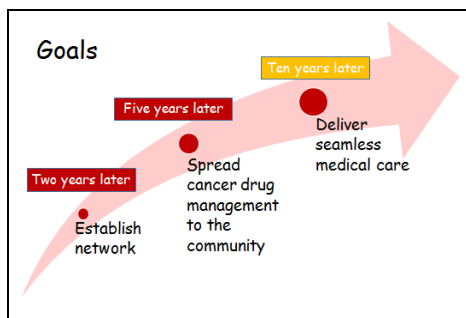 Goals
Two years later
Establish
network
Five years later
Spread
cancer drug
management
to the
community
Ten years later
Deliver
seamless
medical care